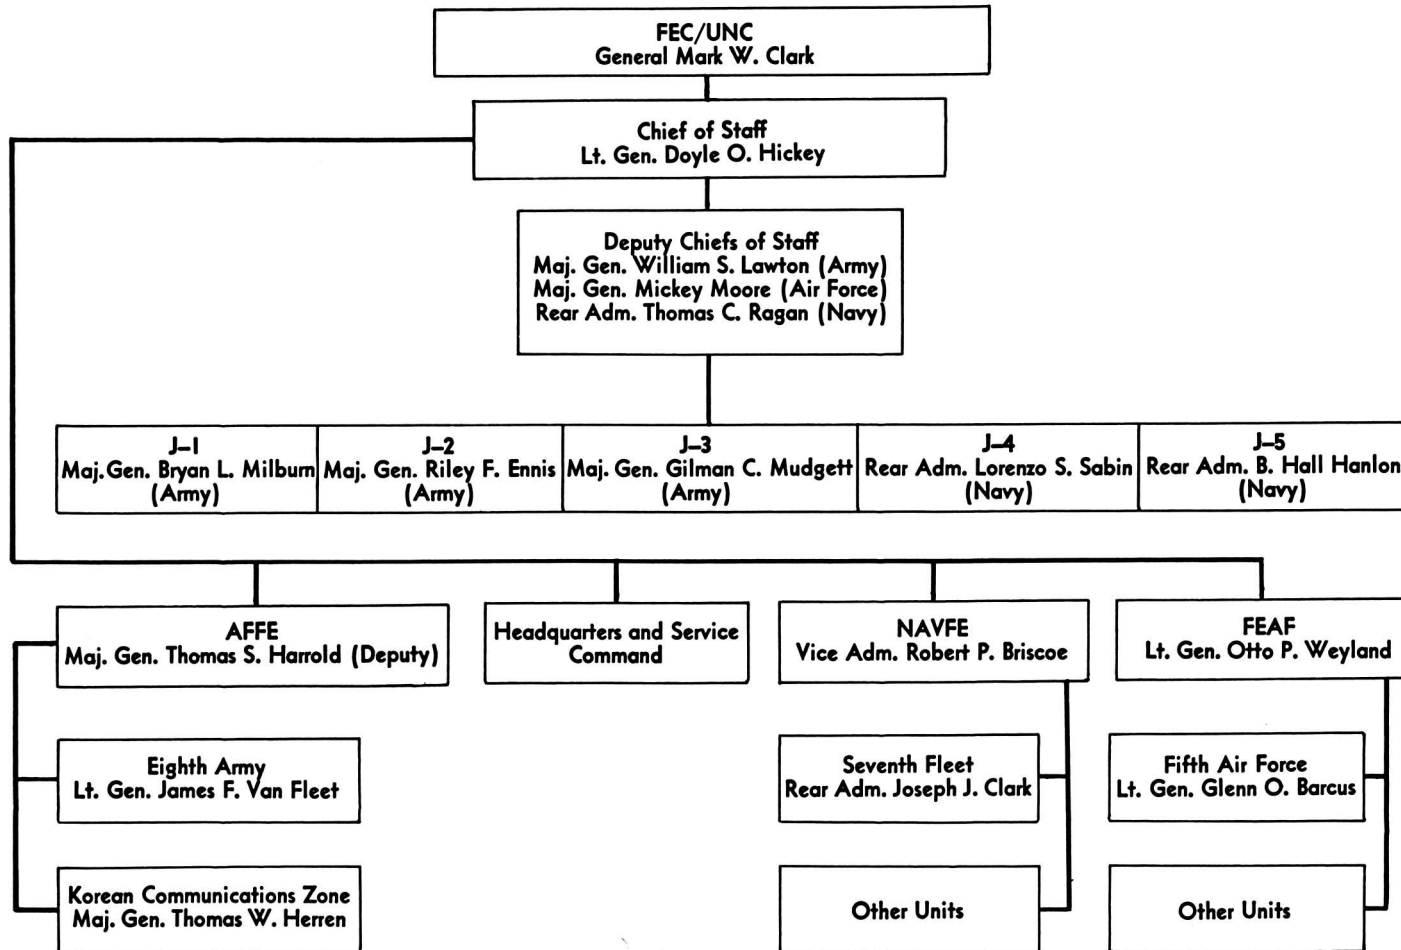 FEC/UNC
General Mark W. Clark
Chief of Staff
Lt. Gen. Doyle O. Hickey
Deputy Chiefs of Staff
Maj. Gen. William S. Lawton (Army)
Maj. Gen. Mickey Moore (Air Force)
Rear Adm. Thomas C. Ragan (Navy)
J–1
Maj. Gen. Bryan L. Milburn
(Army)
J–2
Maj. Gen. Riley F. Ennis
(Army)
J–3
Maj. Gen. Gilman C. Mudgett
(Army)
J–4
Rear Adm. Lorenzo S. Sabin
(Navy)
J–5
Rear Adm. B. Hall Hanlon
(Navy)
AFFE
Maj. Gen. Thomas S. Harrold (Deputy)
Headquarters and Service
Command
NAVFE
Vice Adm. Robert P. Briscoe
FEAF
Lt. Gen. Otto P. Weyland
Eighth Army
Lt. Gen. James F. Van Fleet
Seventh Fleet
Rear Adm. Joseph J. Clark
Fifth Air Force
Lt. Gen. Glenn O. Barcus
Korean Communications Zone
Maj. Gen. Thomas W. Herren
Other Units
Other Units